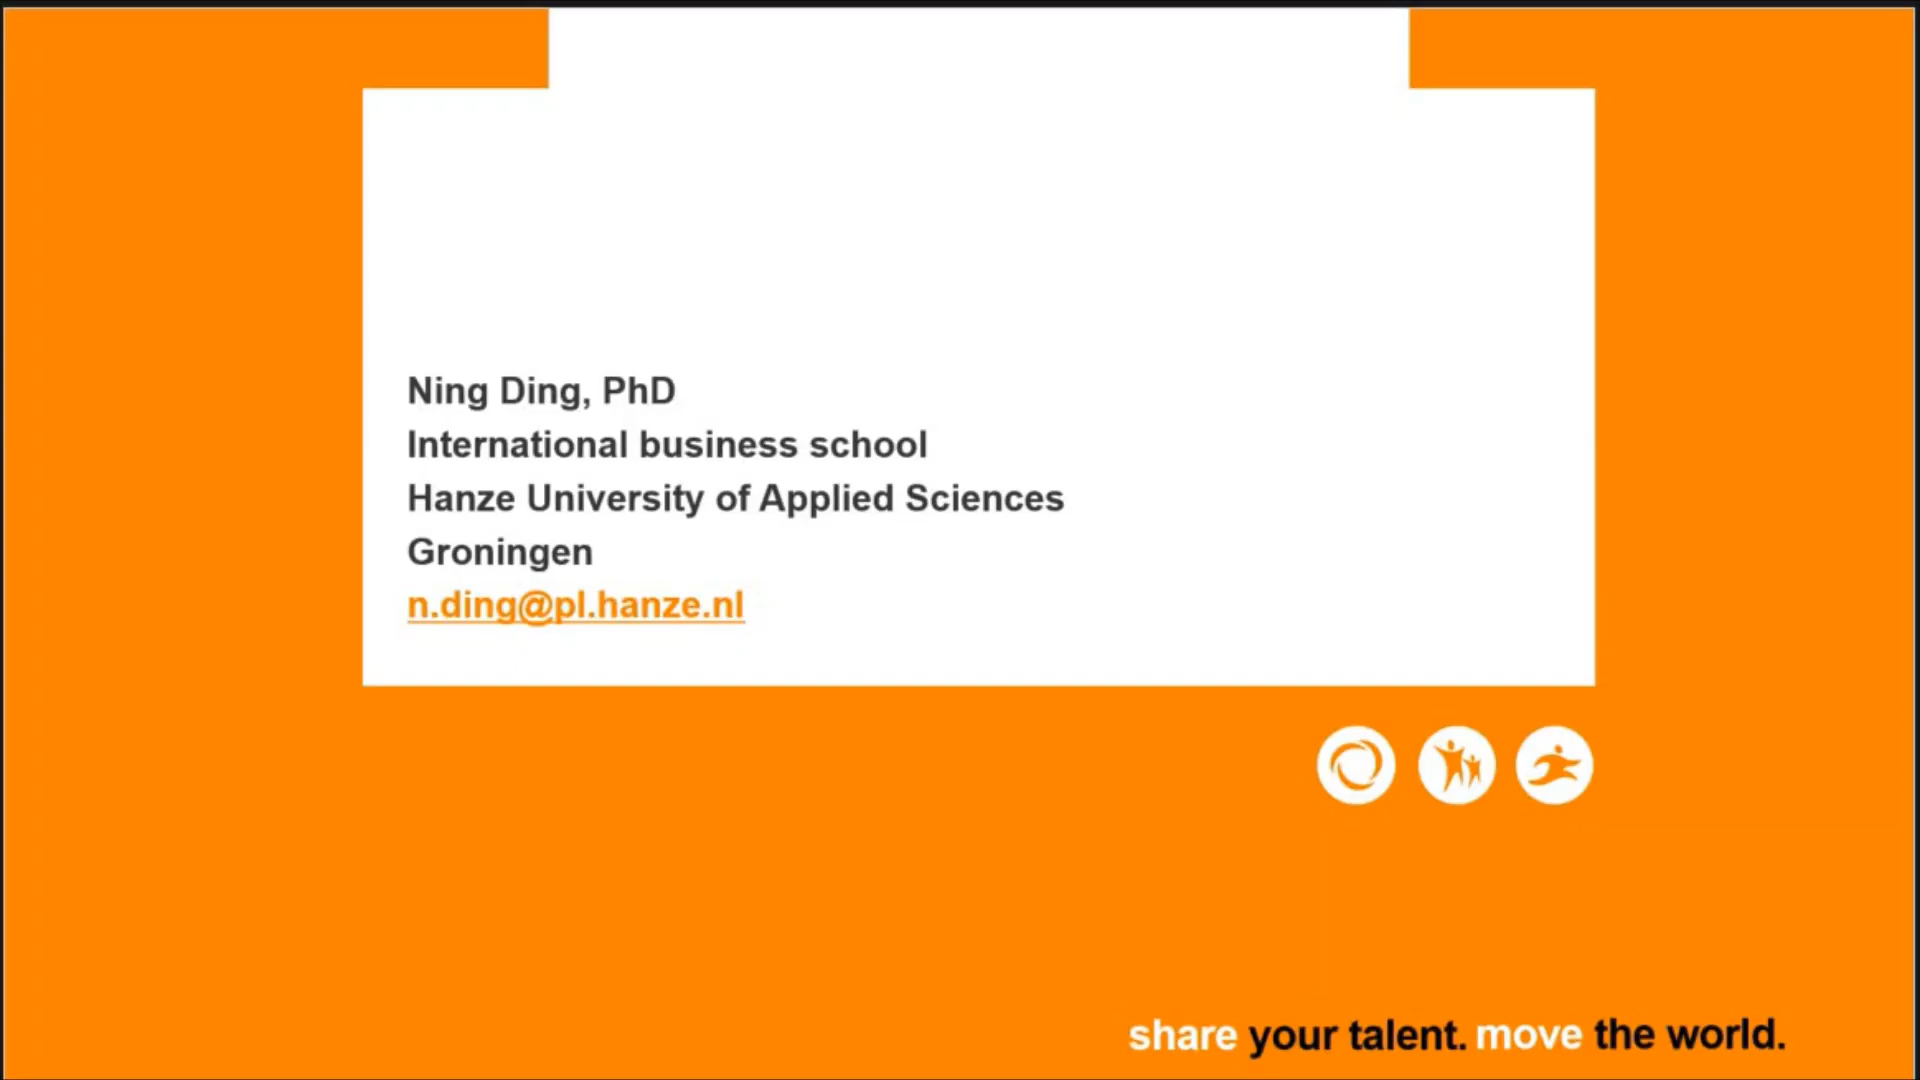 Ning Ding, PhD
International business school
Hanze University of Applied Sciences
Groningen
n.ding@pl.hanze.nl
share your talent. move the world.